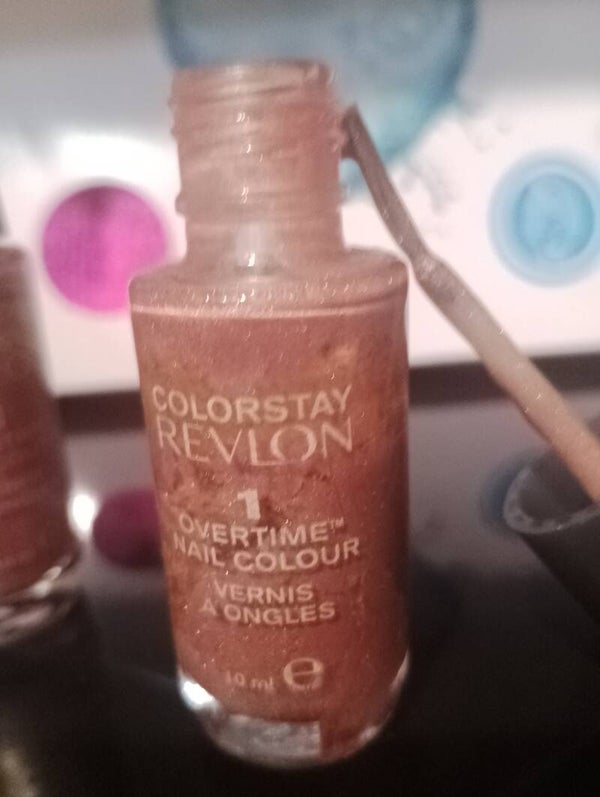 COLORSTAY
REVLON
1
OVERTIME™
NAIL COLOUR
VERNIS
À ONGLES
10 ml ℮